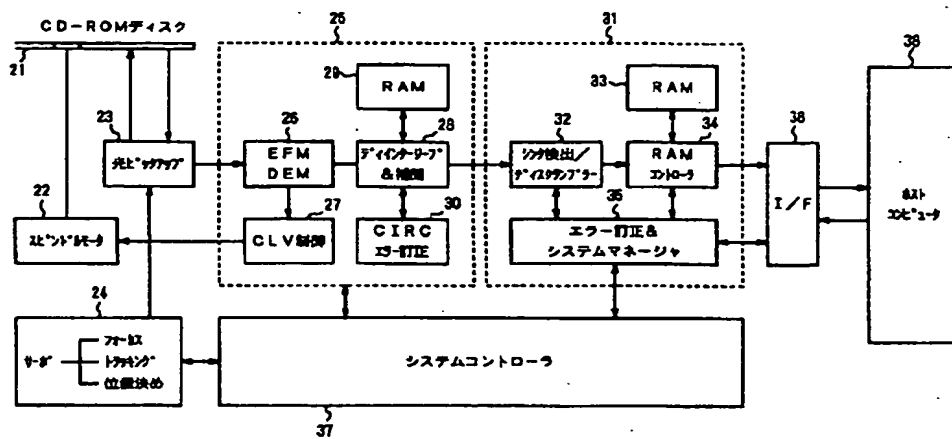 CD-ROMディスク
21
22
スピンドルモータ
23
光ピックアップ
24
サーボ
フォーカス
トラッキング
位置決め
25
26
EFM
DEM
27
CLV制御
28
ディインターリーブ
&補間
29
RAM
30
CIRC
エラー訂正
31
32
シンク検出/
ディスクランブラー
33
RAM
34
RAM
コントローラ
35
エラー訂正&
システムマネージャ
システムコントローラ
37
38
I/F
ホスト
コンピュータ